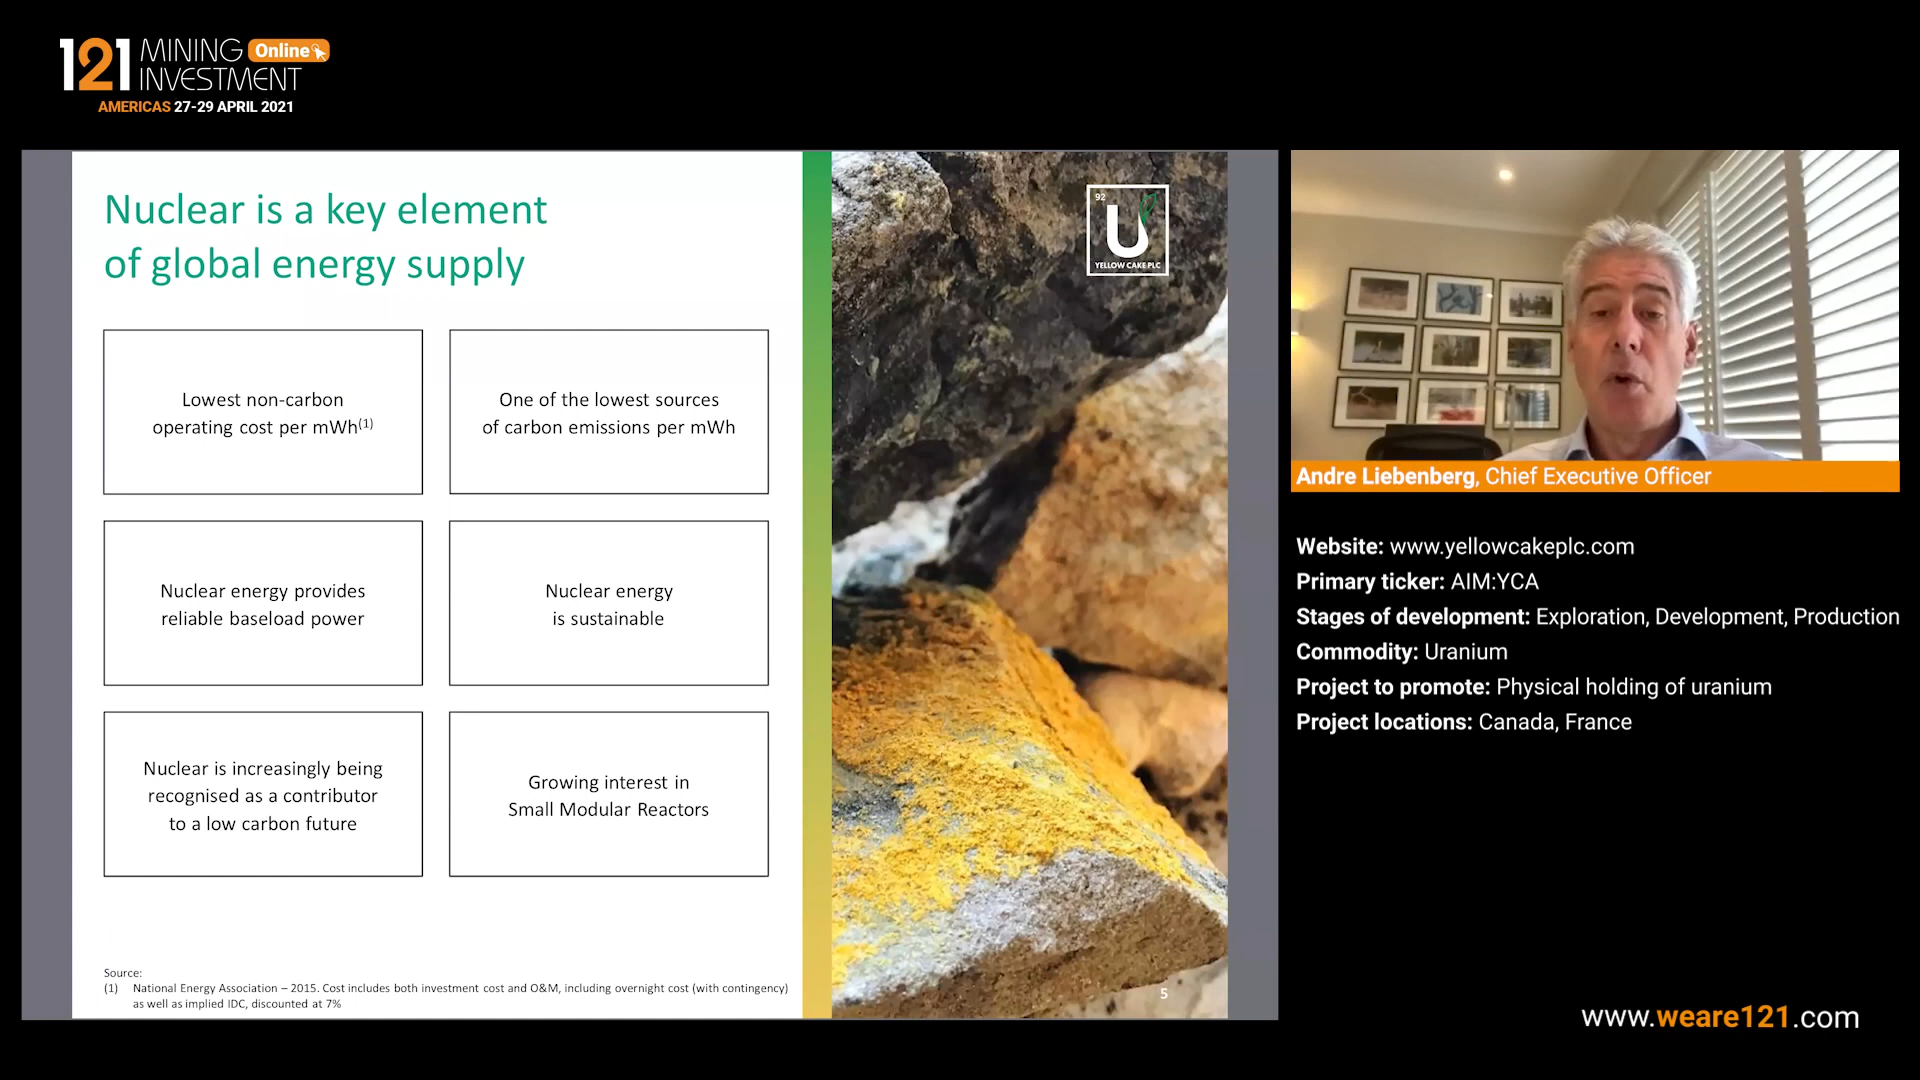 121 MINING Online
INVESTMENT
AMERICAS 27-29 APRIL 2021
Nuclear is a key element
of global energy supply
Lowest non-carbon
operating cost per mWh(1)
One of the lowest sources
of carbon emissions per mWh
Nuclear energy provides
reliable baseload power
Nuclear energy
is sustainable
Nuclear is increasingly being
recognised as a contributor
to a low carbon future
Growing interest in
Small Modular Reactors
Source:
(1) National Energy Association – 2015. Cost includes both investment cost and O&M, including overnight cost (with contingency)
as well as implied IDC, discounted at 7%
92
U
YELLOW CAKE PLC
5
Andre Liebenberg, Chief Executive Officer
Website: www.yellowcakeplc.com
Primary ticker: AIM:YCA
Stages of development: Exploration, Development, Production
Commodity: Uranium
Project to promote: Physical holding of uranium
Project locations: Canada, France
www.weare121.com